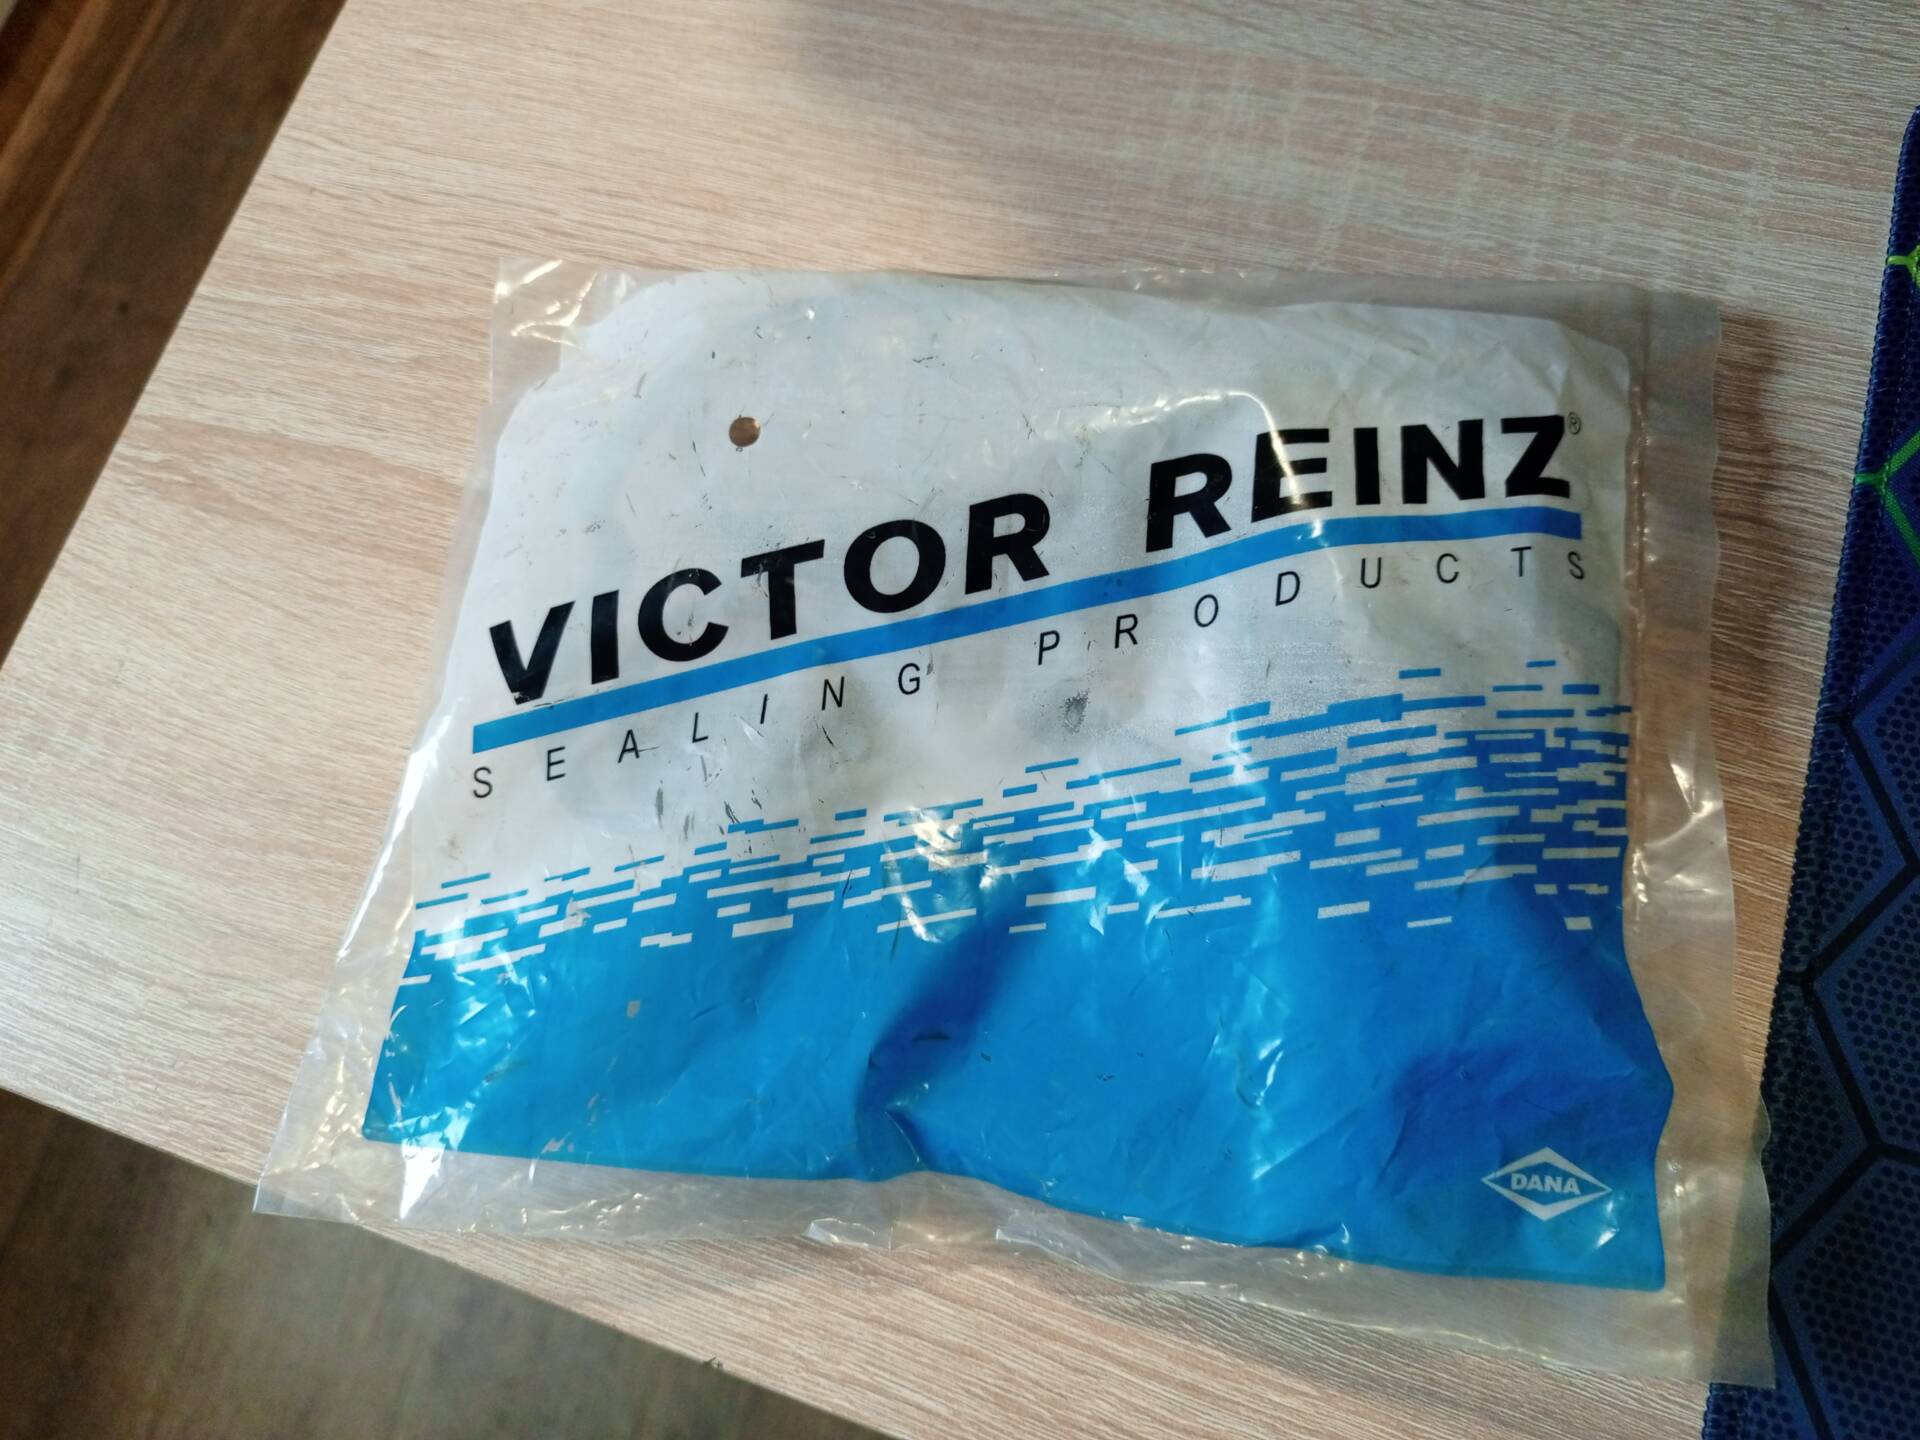 VICTOR REINZ®
SEALING PRODUCTS
DANA